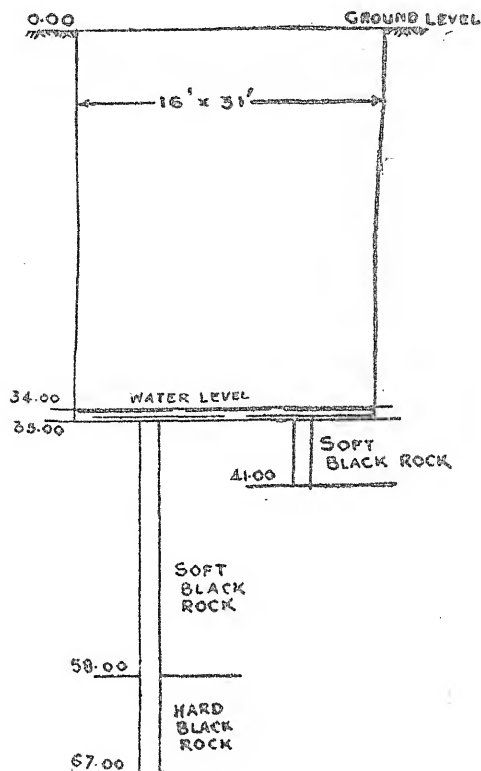 0.00 GROUND LEVEL
16' x 31'
34.00 WATER LEVEL
35.00
SOFT
BLACK ROCK
41.00
SOFT
BLACK
ROCK
58.00
HARD
BLACK
ROCK
67.00